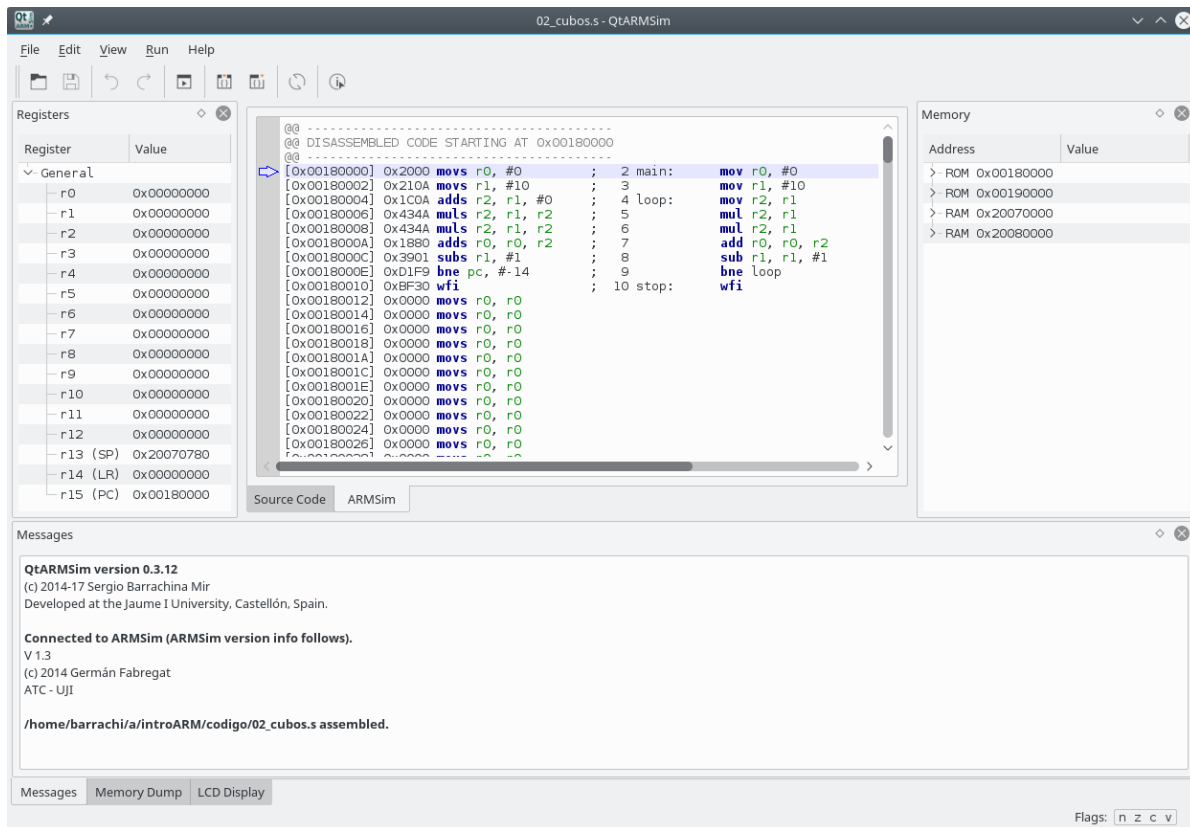 02_cubos.s - QtARMSim
File Edit View Run Help
Registers
Register Value
General
r0 0x00000000
r1 0x00000000
r2 0x00000000
r3 0x00000000
r4 0x00000000
r5 0x00000000
r6 0x00000000
r7 0x00000000
r8 0x00000000
r9 0x00000000
r10 0x00000000
r11 0x00000000
r12 0x00000000
r13 (SP) 0x20070780
r14 (LR) 0x00000000
r15 (PC) 0x00180000
@@ ----------------------------------------
@@ DISASSEMBLED CODE STARTING AT 0x00180000
@@ ----------------------------------------
[0x00180000] 0x2000 movs r0, #0 ; 2 main: mov r0, #0
[0x00180002] 0x210A movs r1, #10 ; 3 mov r1, #10
[0x00180004] 0x1C0A adds r2, r1, #0 ; 4 loop: mov r2, r1
[0x00180006] 0x434A muls r2, r1, r2 ; 5 mul r2, r1
[0x00180008] 0x434A muls r2, r1, r2 ; 6 mul r2, r1
[0x0018000A] 0x1880 adds r0, r0, r2 ; 7 add r0, r0, r2
[0x0018000C] 0x3901 subs r1, #1 ; 8 sub r1, r1, #1
[0x0018000E] 0xD1F9 bne pc, #-14 ; 9 bne loop
[0x00180010] 0xBF30 wfi ; 10 stop: wfi
[0x00180012] 0x0000 movs r0, r0
[0x00180014] 0x0000 movs r0, r0
[0x00180016] 0x0000 movs r0, r0
[0x00180018] 0x0000 movs r0, r0
[0x0018001A] 0x0000 movs r0, r0
[0x0018001C] 0x0000 movs r0, r0
[0x0018001E] 0x0000 movs r0, r0
[0x00180020] 0x0000 movs r0, r0
[0x00180022] 0x0000 movs r0, r0
[0x00180024] 0x0000 movs r0, r0
[0x00180026] 0x0000 movs r0, r0
Source Code ARMSim
Memory
Address Value
ROM 0x00180000
ROM 0x00190000
RAM 0x20070000
RAM 0x20080000
Messages
QtARMSim version 0.3.12
(c) 2014-17 Sergio Barrachina Mir
Developed at the Jaume I University, Castellón, Spain.
Connected to ARMSim (ARMSim version info follows).
V 1.3
(c) 2014 Germán Fabregat
ATC - UJI
/home/barrachi/a/introARM/codigo/02_cubos.s assembled.
Messages Memory Dump LCD Display
Flags: n z c v